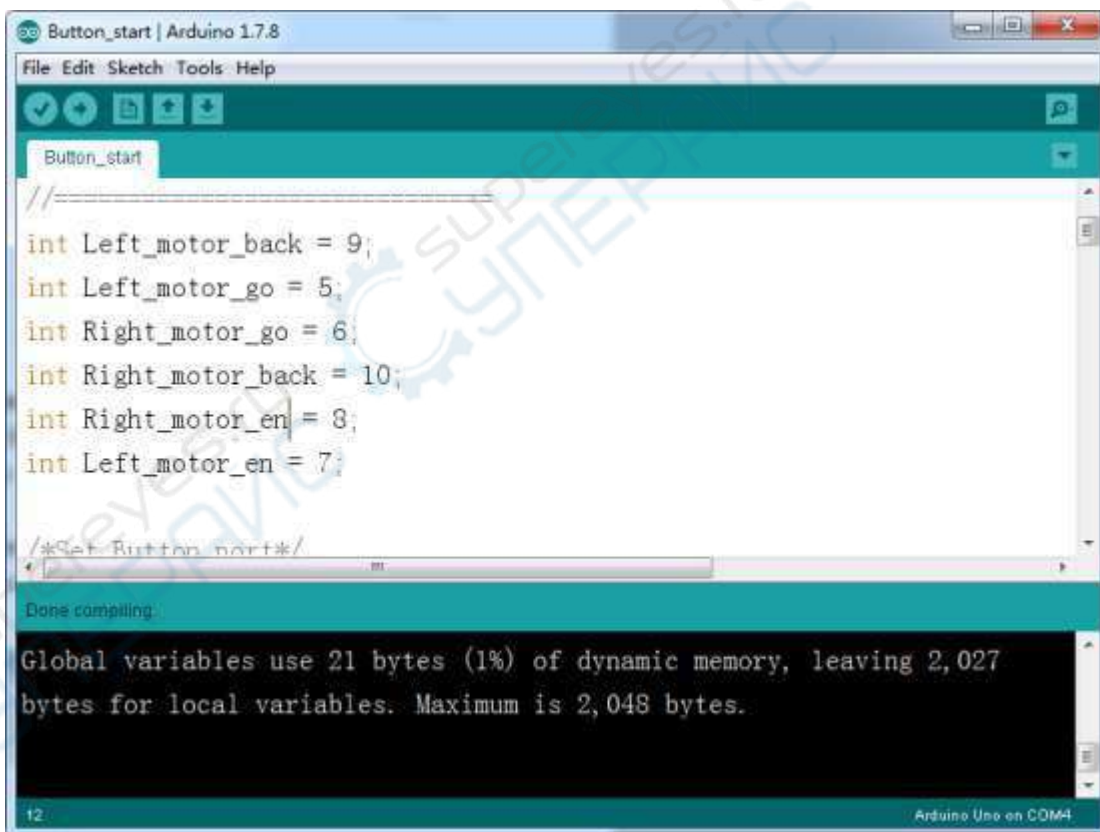 Button_start | Arduino 1.7.8
File Edit Sketch Tools Help
Button_start
//==============================
int Left_motor_back = 9;
int Left_motor_go = 5;
int Right_motor_go = 6;
int Right_motor_back = 10;
int Right_motor_en = 8;
int Left_motor_en = 7;
/*Set Button port*/
Done compiling.
Global variables use 21 bytes (1%) of dynamic memory, leaving 2,027
bytes for local variables. Maximum is 2,048 bytes.
12
Arduino Uno on COM4
supereyes.ru
СУПЕРАЙС